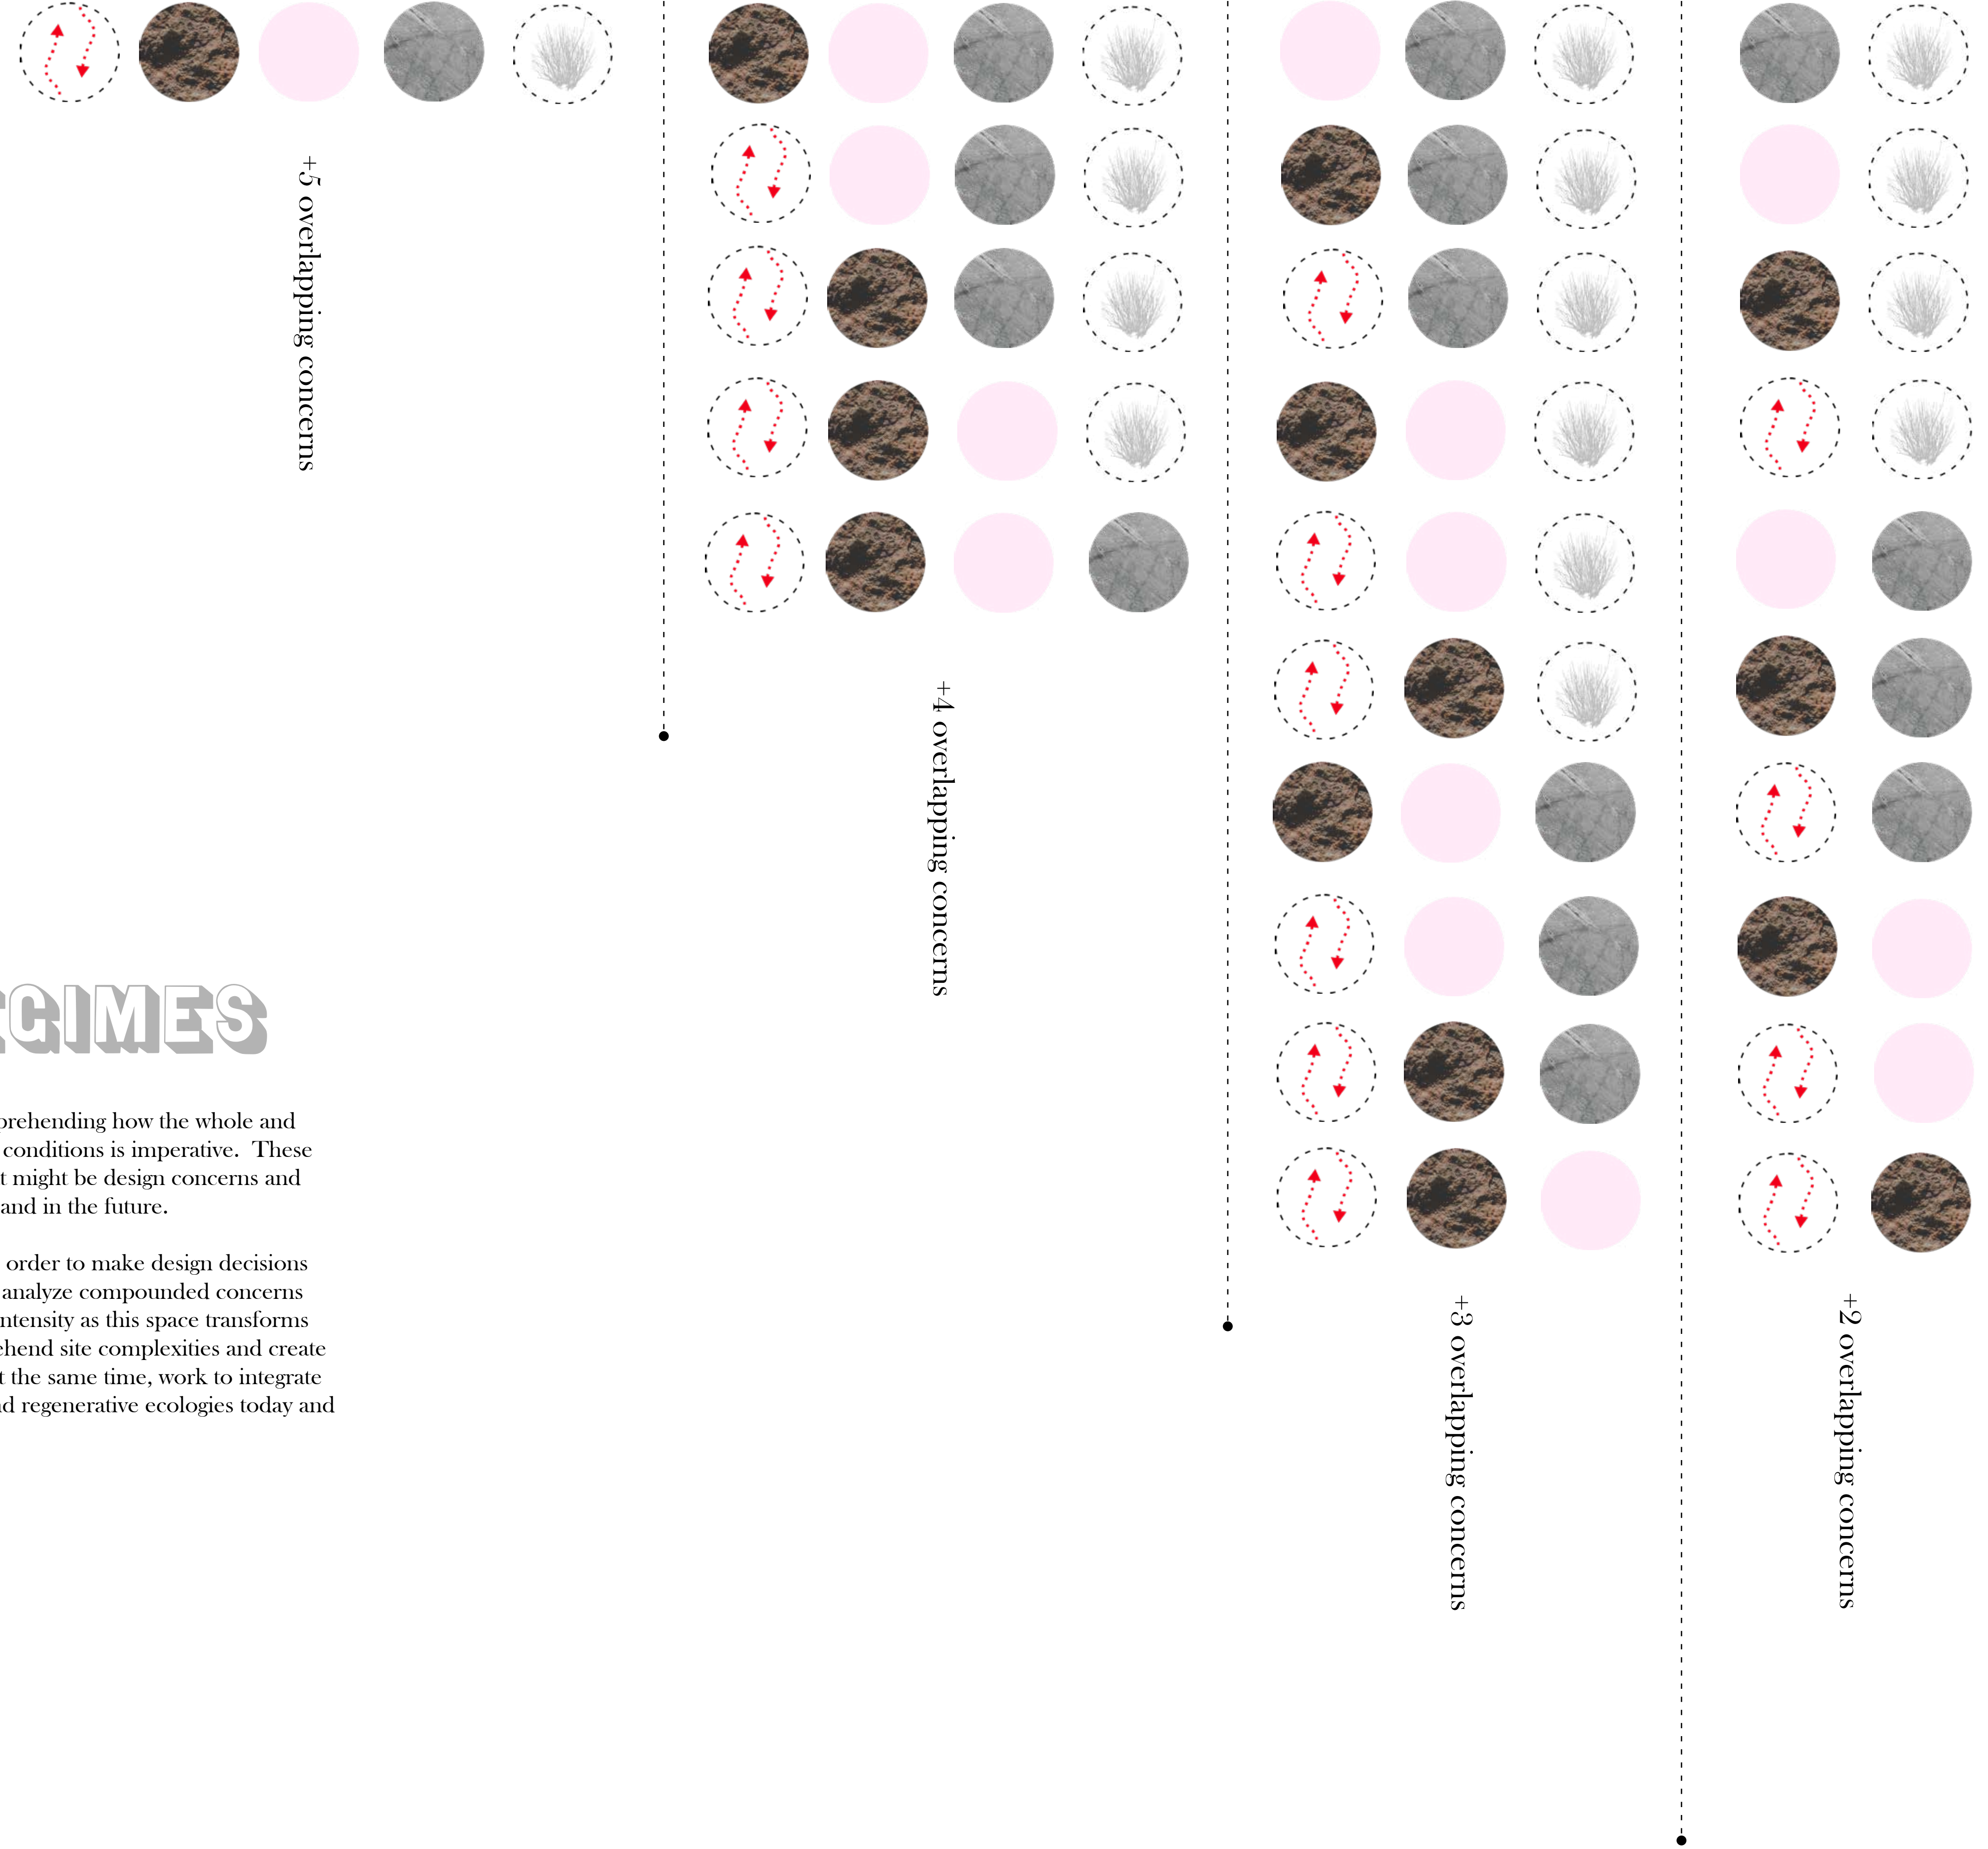 +5 overlapping concerns
+4 overlapping concerns
+3 overlapping concerns
+2 overlapping concerns
GIMES
prehending how the whole and
conditions is imperative. These
t might be design concerns and
and in the future.
order to make design decisions
analyze compounded concerns
ntensity as this space transforms
ehend site complexities and create
t the same time, work to integrate
d regenerative ecologies today and